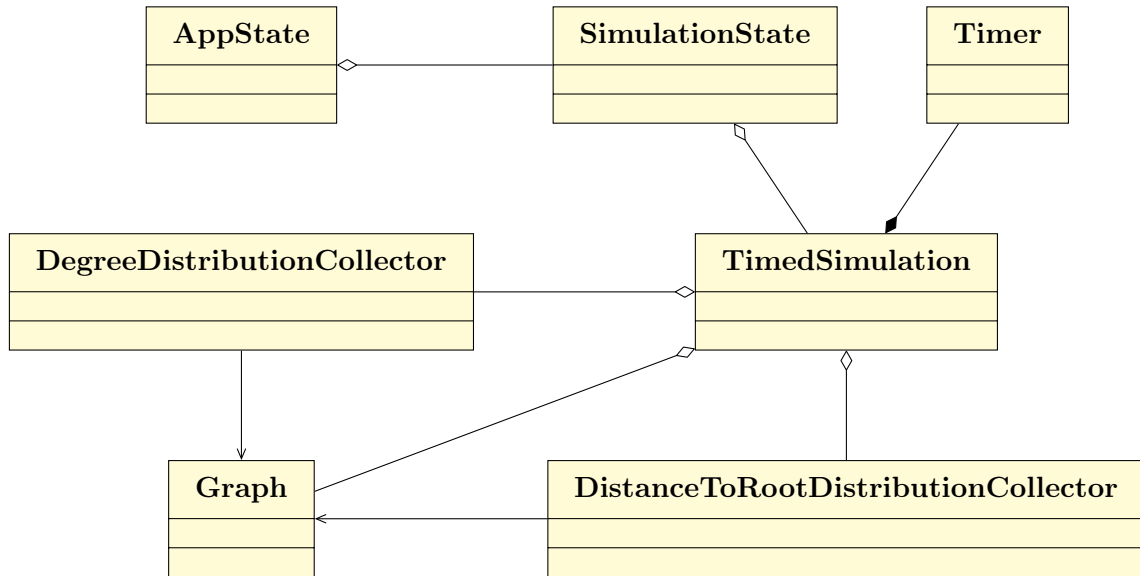 AppState
SimulationState
Timer
DegreeDistributionCollector
TimedSimulation
Graph
DistanceToRootDistributionCollector